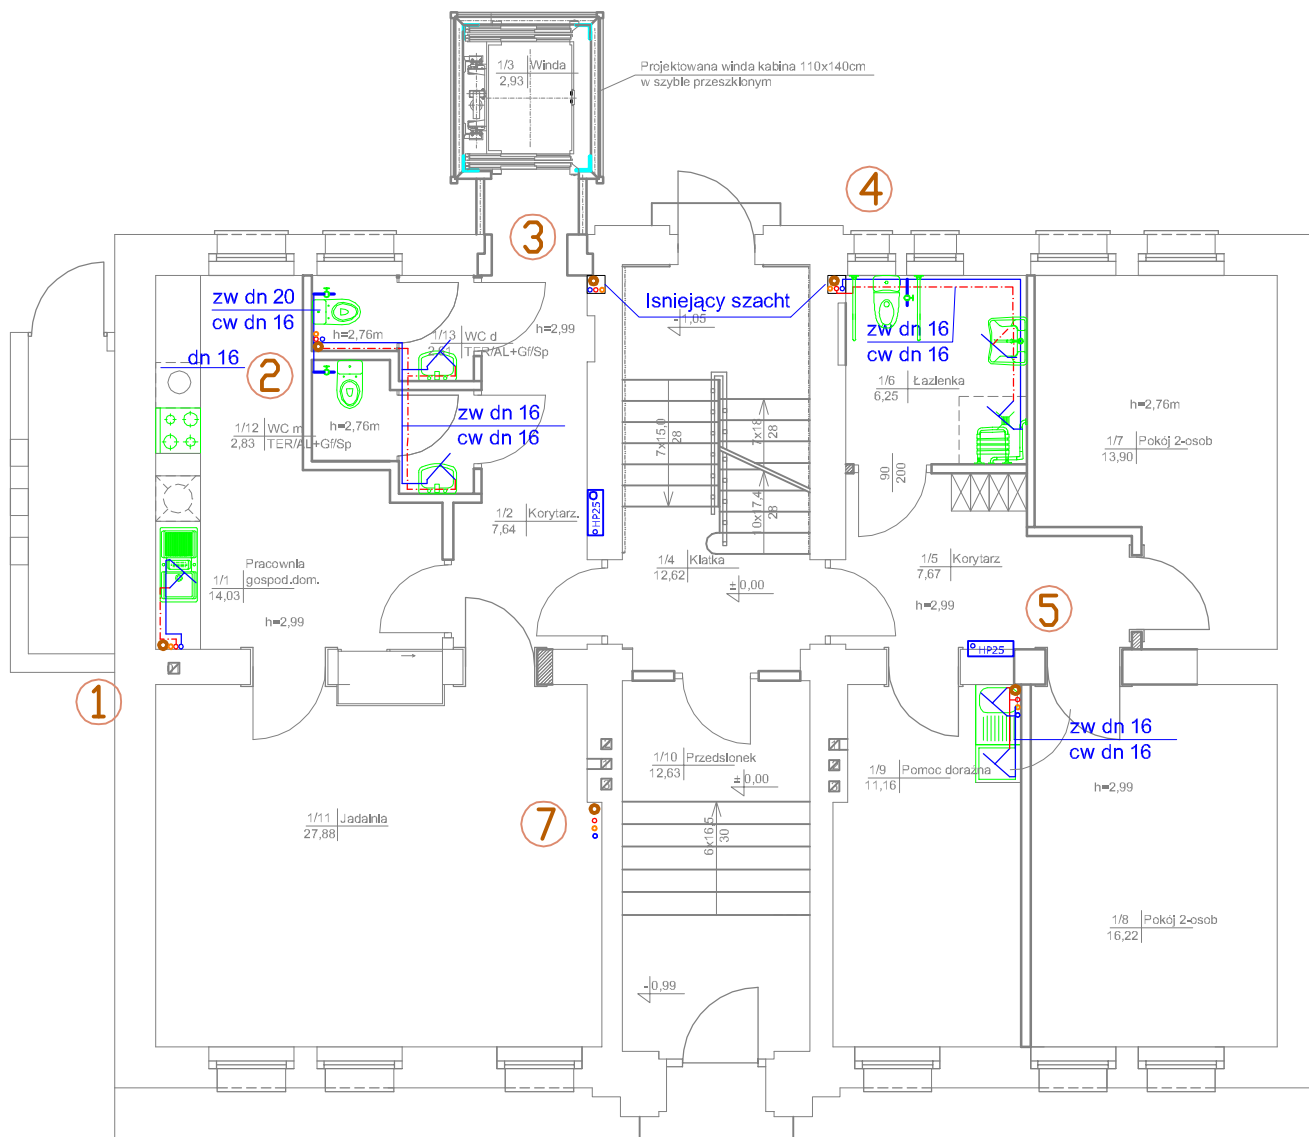 1/3 Winda
2,93
Projektowana winda kabina 110x140cm
w szybie przeszklonym
4
3
zw dn 20
cw dn 16
h=2,76m
1/13 WC d
TER/AL+Gf/Sp
h=2,99
Isniejący szacht
-1,05
zw dn 16
cw dn 16
dn 16
2
1/12 WC m
2,83 TER/AL+Gf/Sp
h=2,76m
zw dn 16
cw dn 16
1/6 Łazienka
6,25
h=2,76m
1/7 Pokój 2-osob
13,90
7x15,0
28
7x18
28
10x17,4
28
90
200
1/2 Korytarz.
7,64
HP25
Pracownia
1/1 gospod.dom.
14,03
h=2,99
1/4 Klatka
12,62
±0,00
1/5 Korytarz
7,67
h=2,99
5
HP25
1
1/10 Przedsionek
12,63
±0,00
1/9 Pomoc doraźna
11,16
zw dn 16
cw dn 16
h=2,99
1/11 Jadalnia
27,88
7
6x16,5
30
1/8 Pokój 2-osob
16,22
-0,99